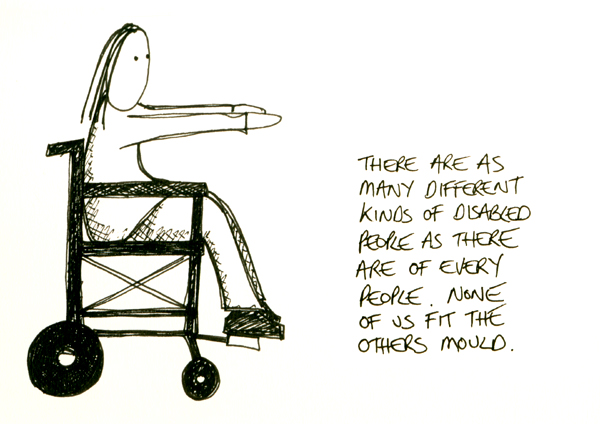 THERE ARE AS
MANY DIFFERENT
KINDS OF DISABLED
PEOPLE AS THERE
ARE OF EVERY
PEOPLE. NONE
OF US FIT THE
OTHERS MOULD.